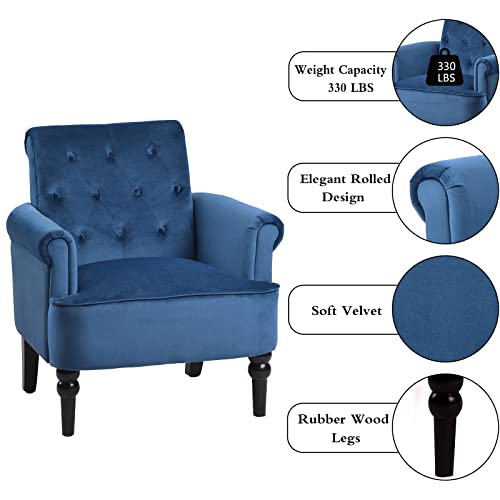 Weight Capacity
330 LBS
330
LBS
Elegant Rolled
Design
Soft Velvet
Rubber Wood
Legs